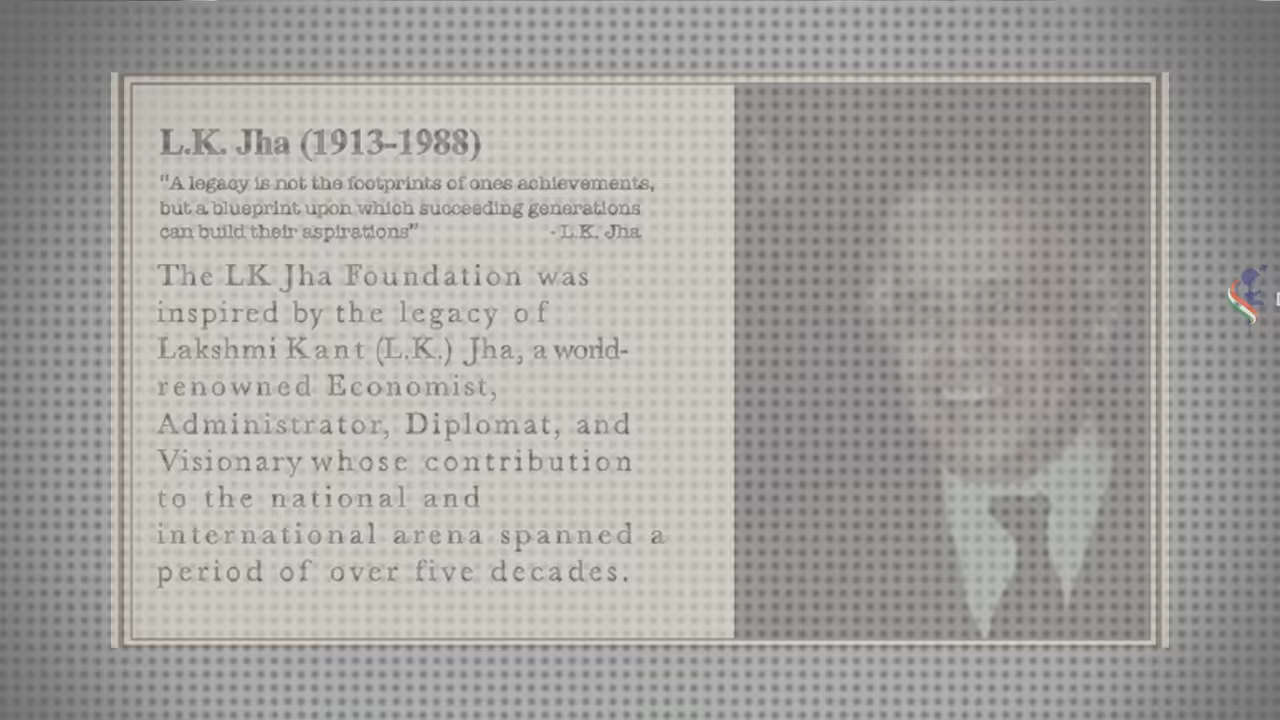 L.K. Jha (1913-1988)
"A legacy is not the footprints of ones achievements,
but a blueprint upon which succeeding generations
can build their aspirations" - L.K. Jha
The LK Jha Foundation was
inspired by the legacy of
Lakshmi Kant (L.K.) Jha, a world-
renowned Economist,
Administrator, Diplomat, and
Visionary whose contribution
to the national and
international arena spanned a
period of over five decades.